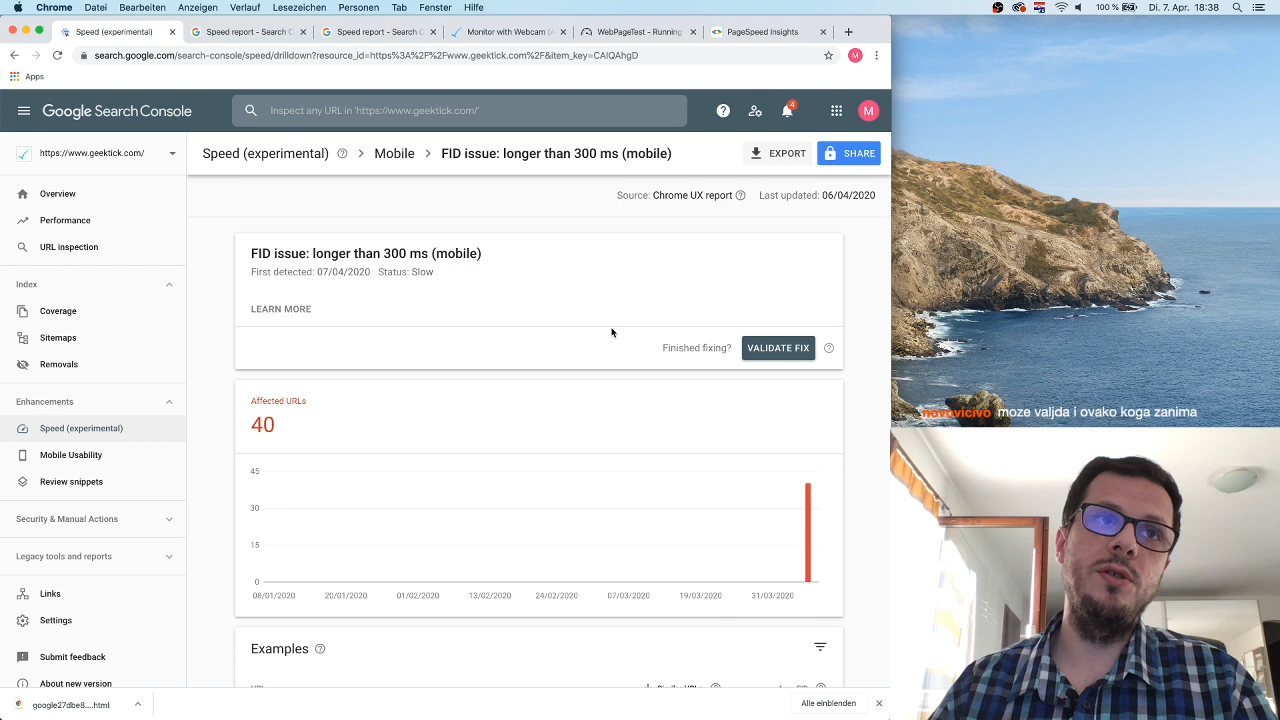 Chrome Datei Bearbeiten Anzeigen Verlauf Lesezeichen Personen Tab Fenster Hilfe 100 % Di. 7. Apr. 18:38
Speed (experimental) Speed report - Search C Speed report - Search C Monitor with Webcam (A WebPageTest - Running PageSpeed Insights
search.google.com/search-console/speed/drilldown?resource_id=https%3A%2F%2Fwww.geektick.com%2F&item_key=CAIQAhgD
M
Apps
Google Search Console
Inspect any URL in 'https://www.geektick.com/'
4
M
https://www.geektick.com/
Speed (experimental) Mobile FID issue: longer than 300 ms (mobile)
EXPORT
SHARE
Source: Chrome UX report Last updated: 06/04/2020
Overview
Performance
URL inspection
Index
Coverage
Sitemaps
Removals
Enhancements
Speed (experimental)
Mobile Usability
Review snippets
Security & Manual Actions
Legacy tools and reports
Links
Settings
Submit feedback
About new version
FID issue: longer than 300 ms (mobile)
First detected: 07/04/2020 Status: Slow
LEARN MORE
Finished fixing? VALIDATE FIX
Affected URLs
40
45
30
15
0
08/01/2020 20/01/2020 01/02/2020 13/02/2020 24/02/2020 07/03/2020 19/03/2020 31/03/2020
Examples
google27dbe8....html
Alle einblenden
novovicivo moze valjda i ovako koga zanima